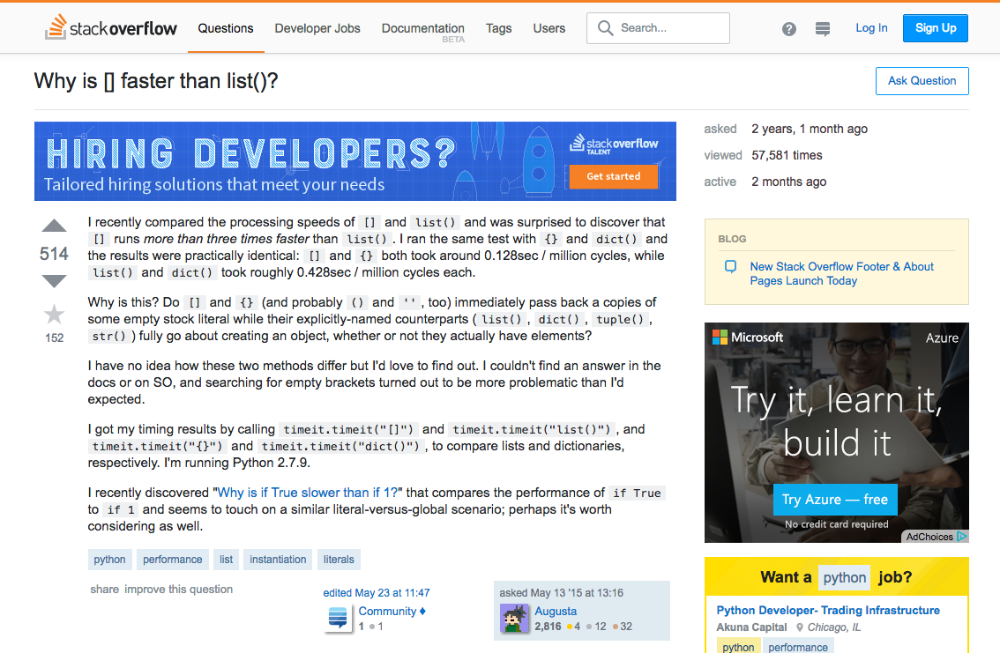 stackoverflow Questions Developer Jobs Documentation BETA Tags Users Search... Log In Sign Up
Why is [] faster than list()?
Ask Question
HIRING DEVELOPERS?
Tailored hiring solutions that meet your needs
stackoverflow
TALENT
Get started
514
152
I recently compared the processing speeds of [] and list() and was surprised to discover that
[] runs more than three times faster than list(). I ran the same test with {} and dict() and
the results were practically identical: [] and {} both took around 0.128sec / million cycles, while
list() and dict() took roughly 0.428sec / million cycles each.
Why is this? Do [] and {} (and probably () and '', too) immediately pass back a copies of
some empty stock literal while their explicitly-named counterparts (list(), dict(), tuple(),
str()) fully go about creating an object, whether or not they actually have elements?
I have no idea how these two methods differ but I'd love to find out. I couldn't find an answer in the
docs or on SO, and searching for empty brackets turned out to be more problematic than I'd
expected.
I got my timing results by calling timeit.timeit("[]") and timeit.timeit("list()"), and
timeit.timeit("{}") and timeit.timeit("dict()"), to compare lists and dictionaries,
respectively. I'm running Python 2.7.9.
I recently discovered "Why is if True slower than if 1?" that compares the performance of if True
to if 1 and seems to touch on a similar literal-versus-global scenario; perhaps it's worth
considering as well.
python performance list instantiation literals
share improve this question
edited May 23 at 11:47
Community ♦
1 ● 1
asked May 13 '15 at 13:16
Augusta
2,816 ● 4 ● 12 ● 32
asked 2 years, 1 month ago
viewed 57,581 times
active 2 months ago
BLOG
New Stack Overflow Footer & About
Pages Launch Today
Microsoft Azure
Try it, learn it,
build it
Try Azure — free
No credit card required
AdChoices
Want a python job?
Python Developer- Trading Infrastructure
Akuna Capital Chicago, IL
python performance